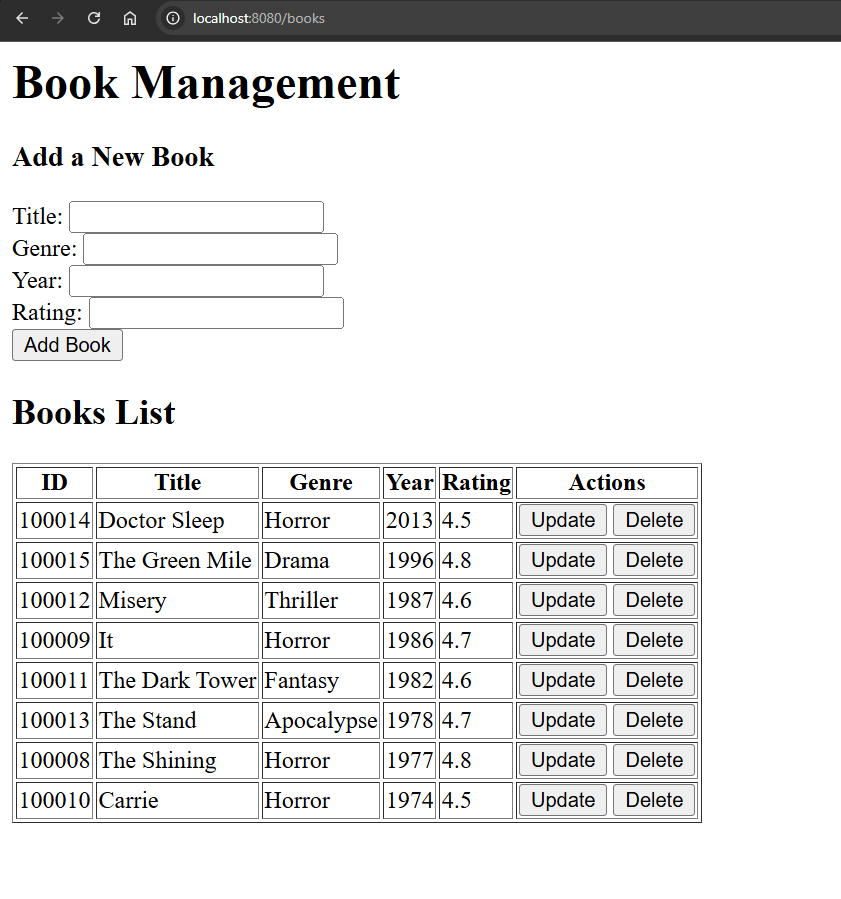 localhost:8080/books
Book Management
Add a New Book
Title:
Genre:
Year:
Rating:
Add Book
Books List
ID Title Genre Year Rating Actions
100014 Doctor Sleep Horror 2013 4.5 Update Delete
100015 The Green Mile Drama 1996 4.8 Update Delete
100012 Misery Thriller 1987 4.6 Update Delete
100009 It Horror 1986 4.7 Update Delete
100011 The Dark Tower Fantasy 1982 4.6 Update Delete
100013 The Stand Apocalypse 1978 4.7 Update Delete
100008 The Shining Horror 1977 4.8 Update Delete
100010 Carrie Horror 1974 4.5 Update Delete